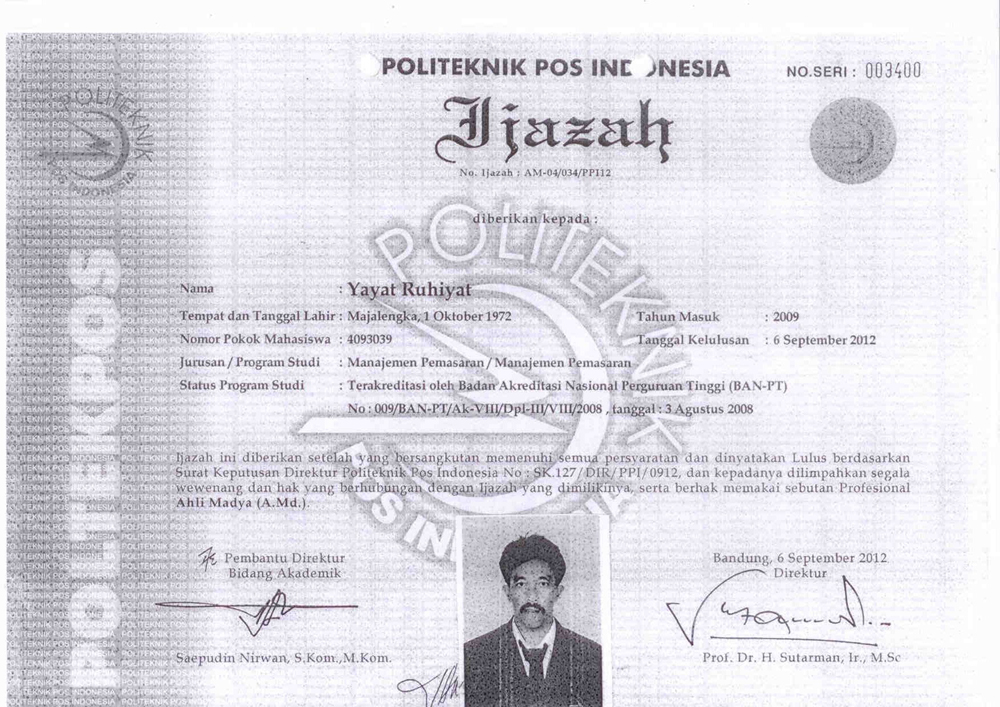 POLITEKNIK POS INDONESIA
NO.SERI : 003400
Ijazah
No. Ijazah : AM-04/034/PPI12
diberikan kepada :
Nama : Yayat Ruhiyat
Tempat dan Tanggal Lahir : Majalengka, 1 Oktober 1972 Tahun Masuk : 2009
Nomor Pokok Mahasiswa : 4093039 Tanggal Kelulusan : 6 September 2012
Jurusan / Program Studi : Manajemen Pemasaran / Manajemen Pemasaran
Status Program Studi : Terakreditasi oleh Badan Akreditasi Nasional Perguruan Tinggi (BAN-PT)
No : 009/BAN-PT/Ak-VIII/Dpl-III/VIII/2008 , tanggal : 3 Agustus 2008
Ijazah ini diberikan setelah yang bersangkutan memenuhi semua persyaratan dan dinyatakan Lulus berdasarkan
Surat Keputusan Direktur Politeknik Pos Indonesia No : SK.127/DIR/PPI/0912, dan kepadanya dilimpahkan segala
wewenang dan hak yang berhubungan dengan Ijazah yang dimilikinya, serta berhak memakai sebutan Profesional
Ahli Madya (A.Md.).
Pembantu Direktur
Bidang Akademik
Saepudin Nirwan, S.Kom.,M.Kom.
Bandung, 6 September 2012
Direktur
Prof. Dr. H. Sutarman, Ir., M.Sc
POLITEKNIK POS INDONESIA
POLITEKPOS